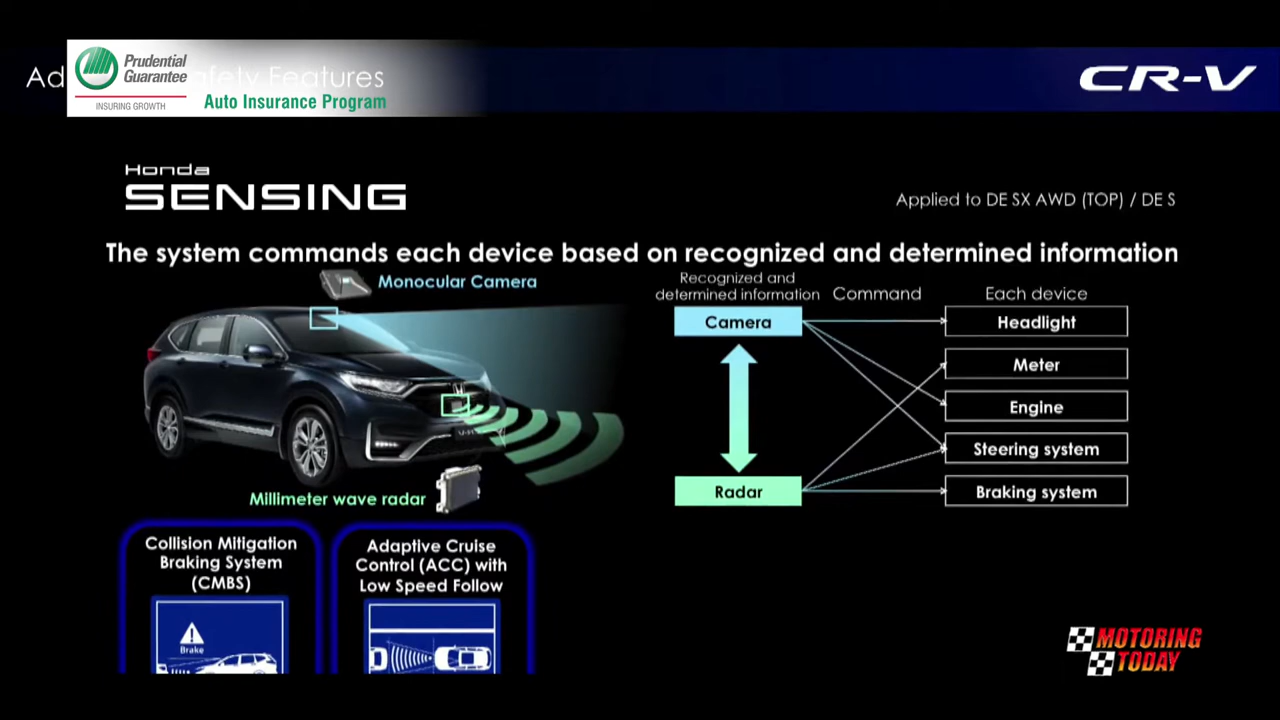 Prudential
Guarantee
INSURING GROWTH
Auto Insurance Program
Features
CR-V
Honda
SENSING
Applied to DE SX AWD (TOP) / DE S
The system commands each device based on recognized and determined information
Monocular Camera
Millimeter wave radar
Recognized and
determined information
Command
Each device
Camera
Radar
Headlight
Meter
Engine
Steering system
Braking system
Collision Mitigation
Braking System
(CMBS)
Brake
Adaptive Cruise
Control (ACC) with
Low Speed Follow
MOTORING
TODAY